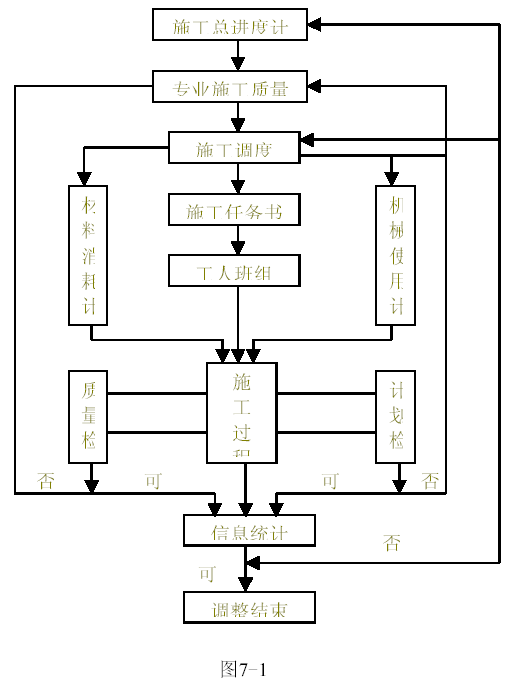 施工总进度计
专业施工质量
施工调度
材料消耗计
施工任务书
机械使用计
工人班组
质量检
施工过程
计划检
否
可
可
否
信息统计
否
可
调整结束
图7-1